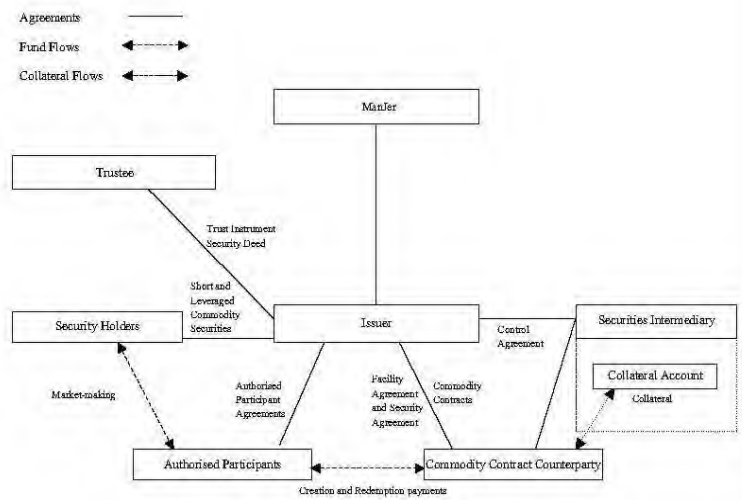 Agreements
Fund Flows
Collateral Flows
ManJer
Trustee
Trust Instrument
Security Deed
Short and
Leveraged
Commodity
Securities
Security Holders
Issuer
Securities Intermediary
Control
Agreement
Collateral Account
Collateral
Market-making
Authorised
Participant
Agreements
Facility
Agreement
and Security
Agreement
Commodity
Contracts
Authorised Participants
Commodity Contract Counterparty
Creation and Redemption payments